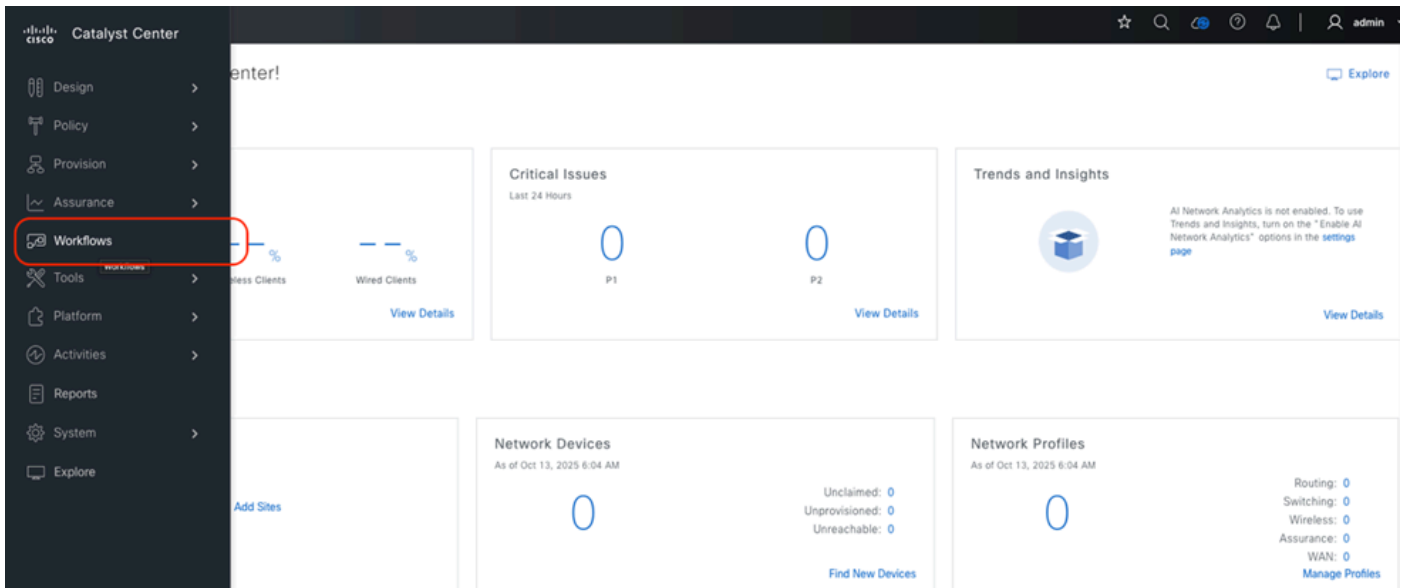 cisco Catalyst Center
admin
Design
Policy
Provision
Assurance
Workflows
Workflows
Tools
Platform
Activities
Reports
System
Explore
enter!
Explore
%
eless Clients
%
Wired Clients
View Details
Critical Issues
Last 24 Hours
0
P1
0
P2
View Details
Trends and Insights
AI Network Analytics is not enabled. To use
Trends and Insights, turn on the "Enable AI
Network Analytics" options in the settings
page
View Details
Add Sites
Network Devices
As of Oct 13, 2025 6:04 AM
0
Unclaimed: 0
Unprovisioned: 0
Unreachable: 0
Find New Devices
Network Profiles
As of Oct 13, 2025 6:04 AM
0
Routing: 0
Switching: 0
Wireless: 0
Assurance: 0
WAN: 0
Manage Profiles